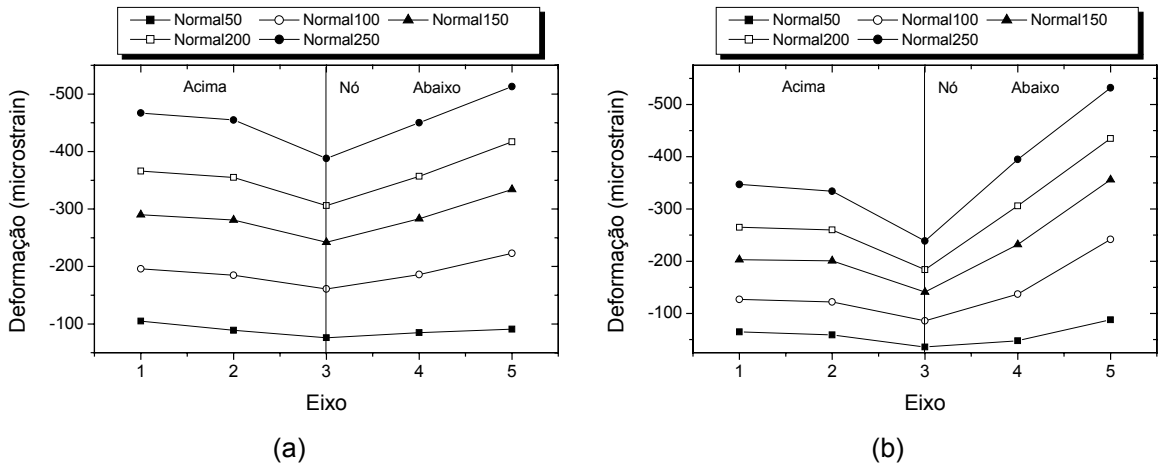 Normal50 Normal100 Normal150
Normal200 Normal250
Acima Nó Abaixo
-500
-400
-300
-200
-100
Deformação (microstrain)
1 2 3 4 5
Eixo
(a)
Normal50 Normal100 Normal150
Normal200 Normal250
Acima Nó Abaixo
-500
-400
-300
-200
-100
Deformação (microstrain)
1 2 3 4 5
Eixo
(b)